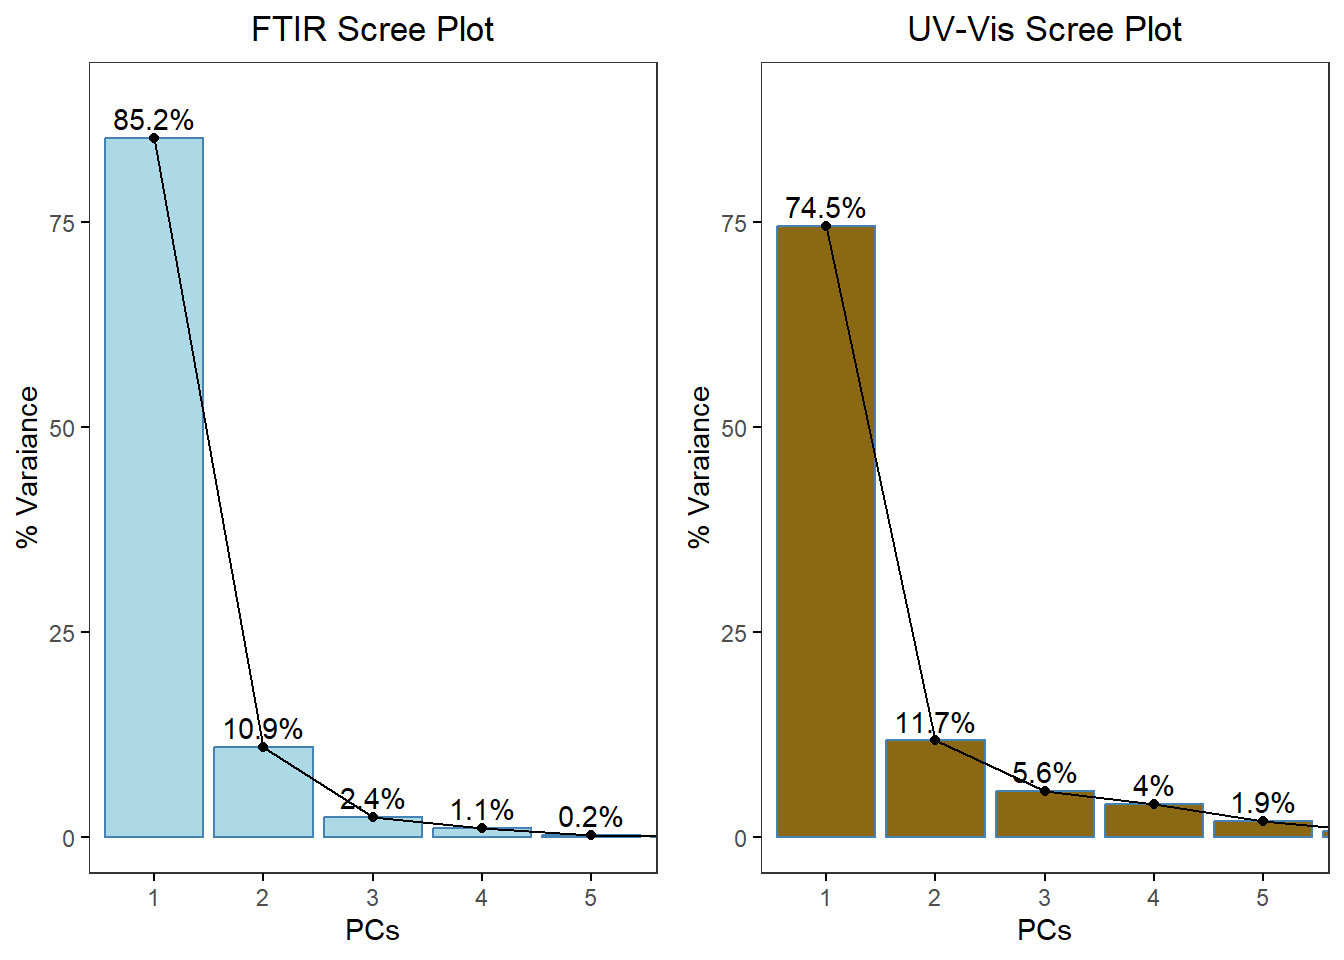 FTIR Scree Plot
% Varaiance
75
50
25
0
85.2%
10.9%
2.4%
1.1%
0.2%
1 2 3 4 5
PCs
UV-Vis Scree Plot
% Varaiance
75
50
25
0
74.5%
11.7%
5.6%
4%
1.9%
1 2 3 4 5
PCs